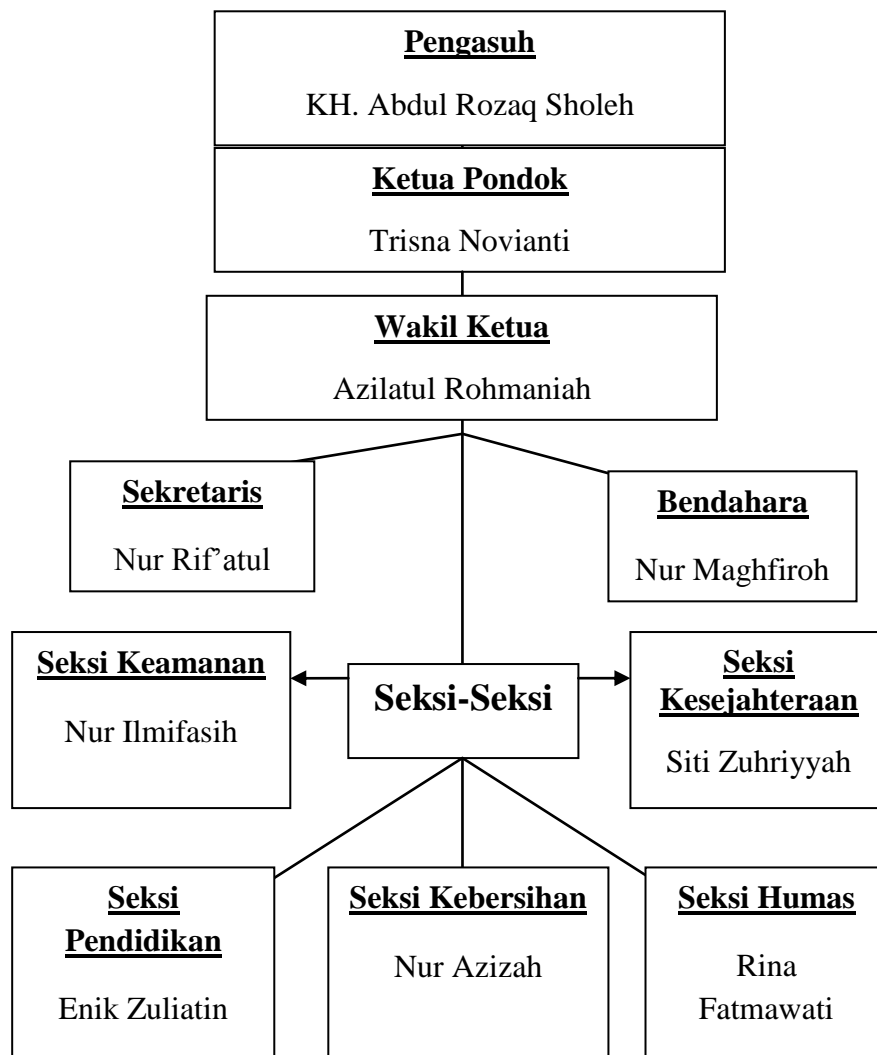 Pengasuh
KH. Abdul Rozaq Sholeh
Ketua Pondok
Trisna Novianti
Wakil Ketua
Azilatul Rohmaniah
Sekretaris
Nur Rif’atul
Bendahara
Nur Maghfiroh
Seksi Keamanan
Nur Ilmifasih
Seksi-Seksi
Seksi
Kesejahteraan
Siti Zuhriyyah
Seksi
Pendidikan
Enik Zuliatin
Seksi Kebersihan
Nur Azizah
Seksi Humas
Rina
Fatmawati